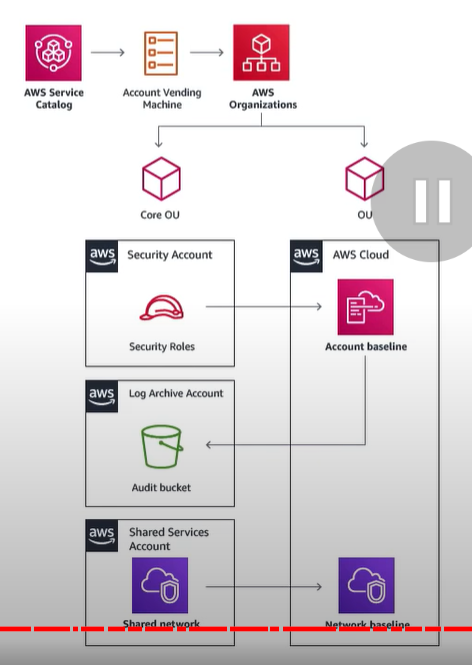 AWS Service
Catalog
Account Vending
Machine
AWS
Organizations
Core OU
OU
aws
Security Account
Security Roles
aws
AWS Cloud
Account baseline
aws
Log Archive Account
Audit bucket
aws
Shared Services
Account
Shared network
Network baseline